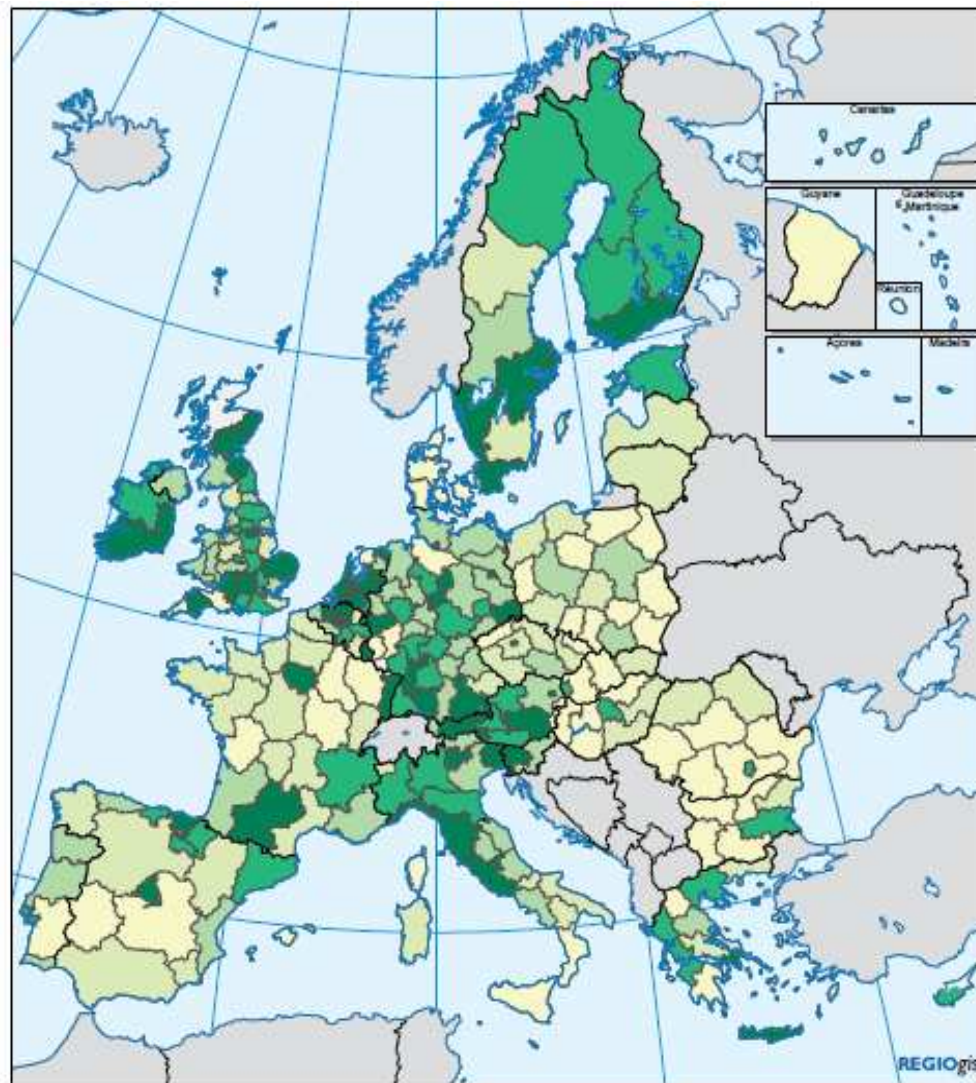 Canarias
Guyane
Guadeloupe
Martinique
Réunion
Açores
Madeira
REGIOgis